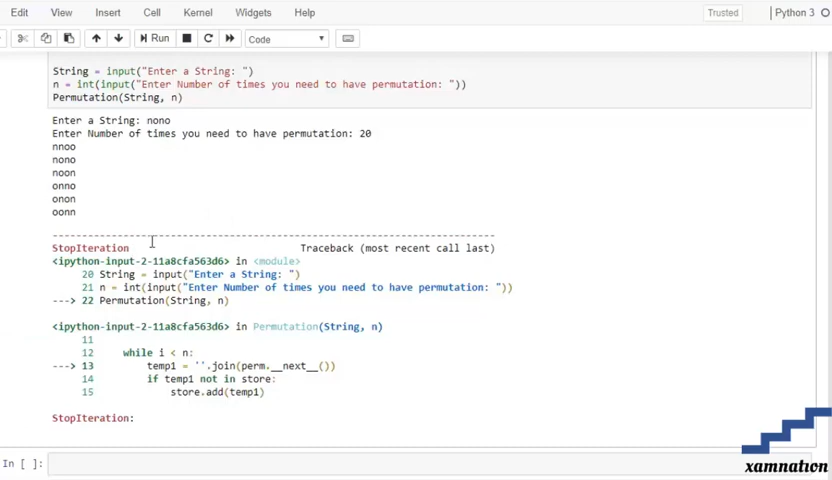 Edit View Insert Cell Kernel Widgets Help Trusted Python 3
Run Code
String = input("Enter a String: ")
n = int(input("Enter Number of times you need to have permutation: "))
Permutation(String, n)
Enter a String: nono
Enter Number of times you need to have permutation: 20
nnoo
nono
noon
onno
onon
oonn
---------------------------------------------------------------------------
StopIteration Traceback (most recent call last)
<ipython-input-2-11a8cfa563d6> in <module>
20 String = input("Enter a String: ")
21 n = int(input("Enter Number of times you need to have permutation: "))
---> 22 Permutation(String, n)
<ipython-input-2-11a8cfa563d6> in Permutation(String, n)
11
12 while i < n:
---> 13 temp1 = ''.join(perm.__next__())
14 if temp1 not in store:
15 store.add(temp1)
StopIteration:
In [ ]:
xamnation